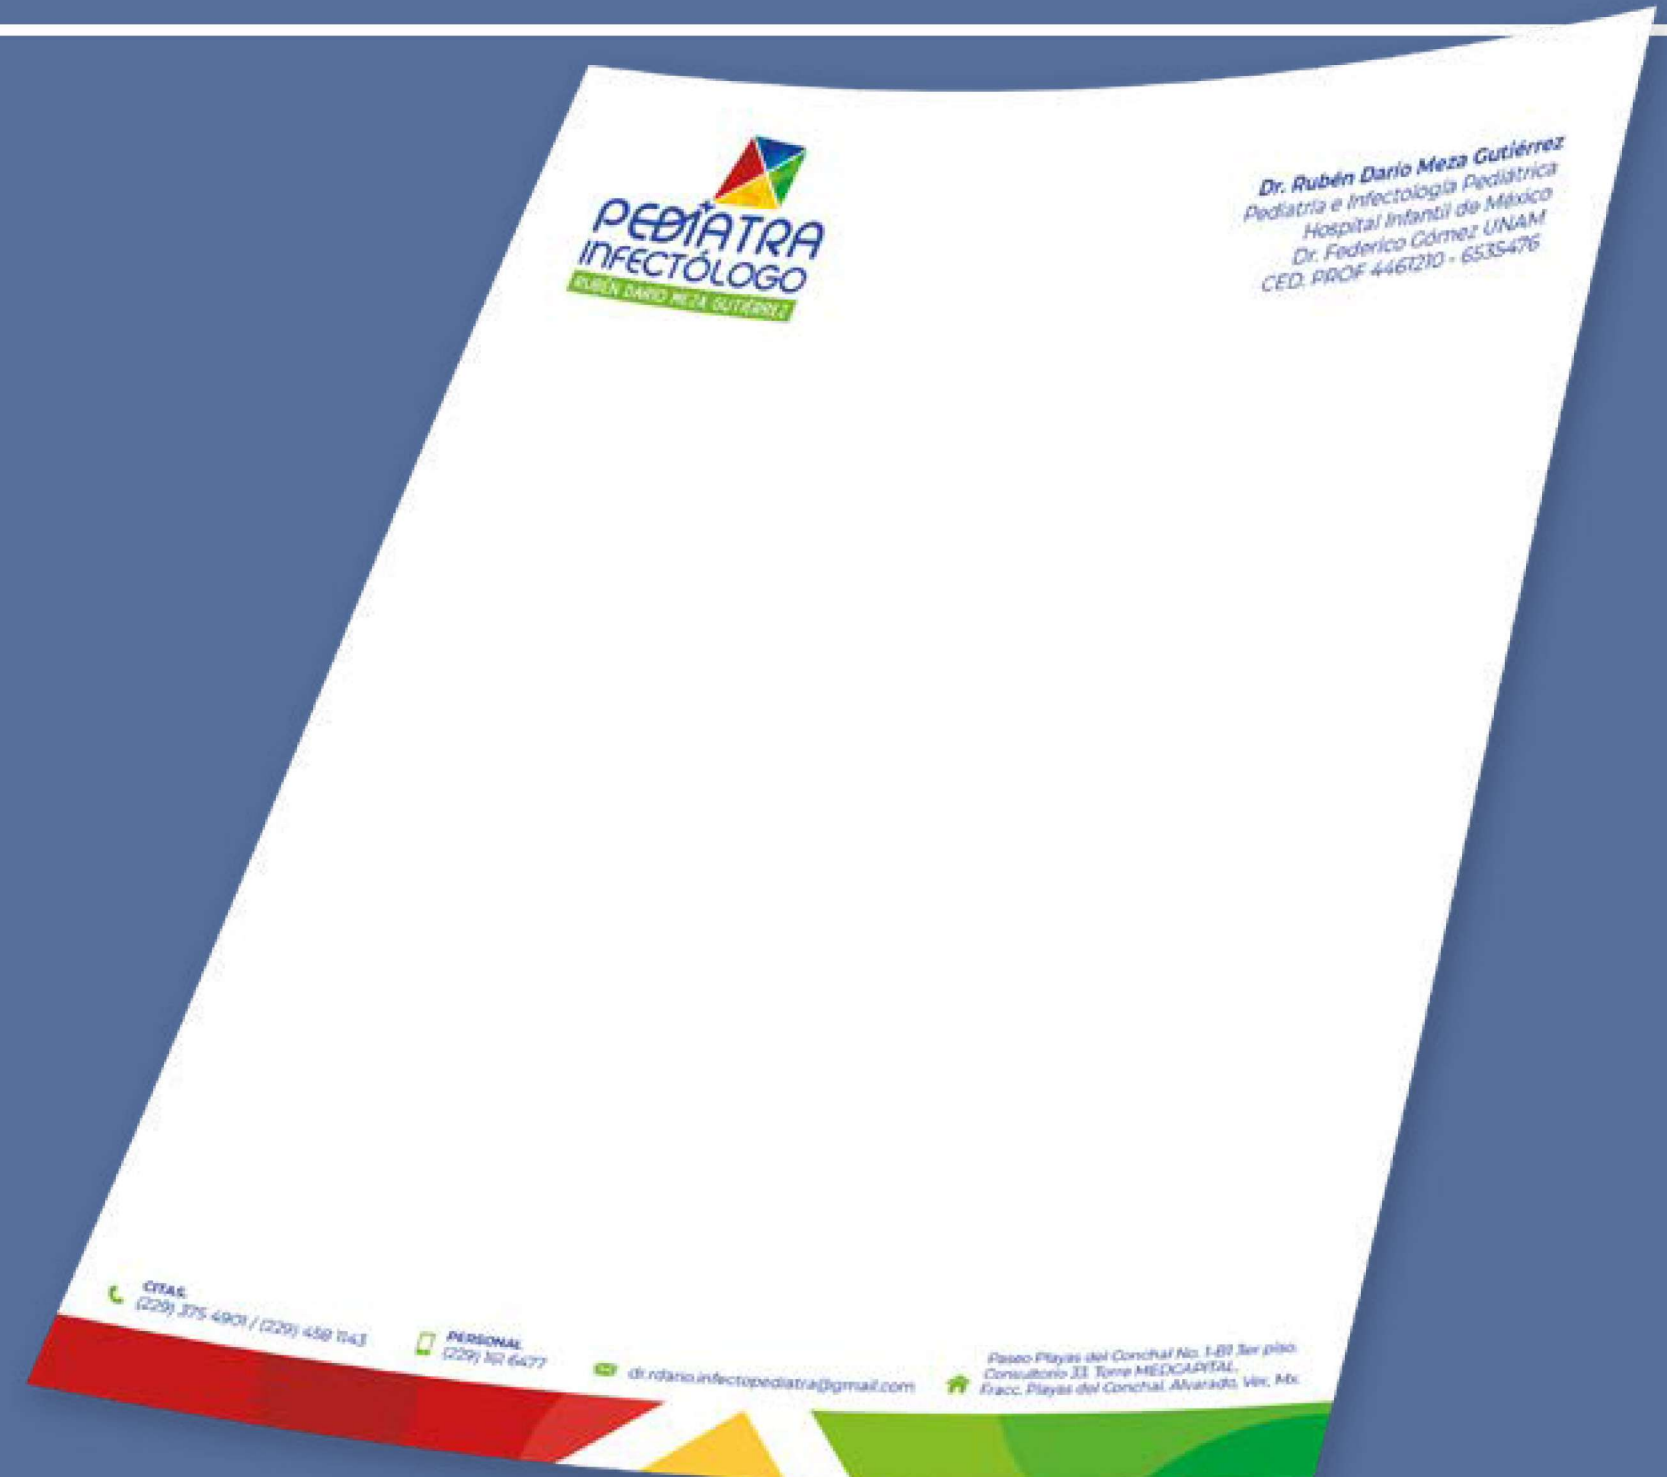 PEDIATRA
INFECTÓLOGO
RUBÉN DARIO MEZA GUTIÉRREZ
Dr. Rubén Dario Meza Gutiérrez
Pediatría e Infectología Pediátrica
Hospital Infantil de México
Dr. Federico Gómez UNAM
CED. PROF 4461210 - 6535476
CITAS.
(229) 375 4901 / (229) 458 1143
PERSONAL
(229) 161 6477
dr.rdario.infectopediatra@gmail.com
Paseo Playas del Conchal No. 1-B1 3er piso.
Consultorio 33. Torre MEDCAPITAL,
Fracc. Playas del Conchal. Alvarado, Ver, Mx.